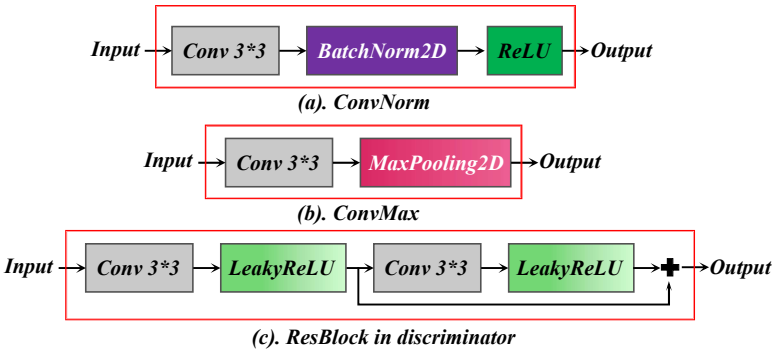 Input Conv 3*3 BatchNorm2D ReLU Output
(a). ConvNorm
Input Conv 3*3 MaxPooling2D Output
(b). ConvMax
Input Conv 3*3 LeakyReLU Conv 3*3 LeakyReLU Output
(c). ResBlock in discriminator